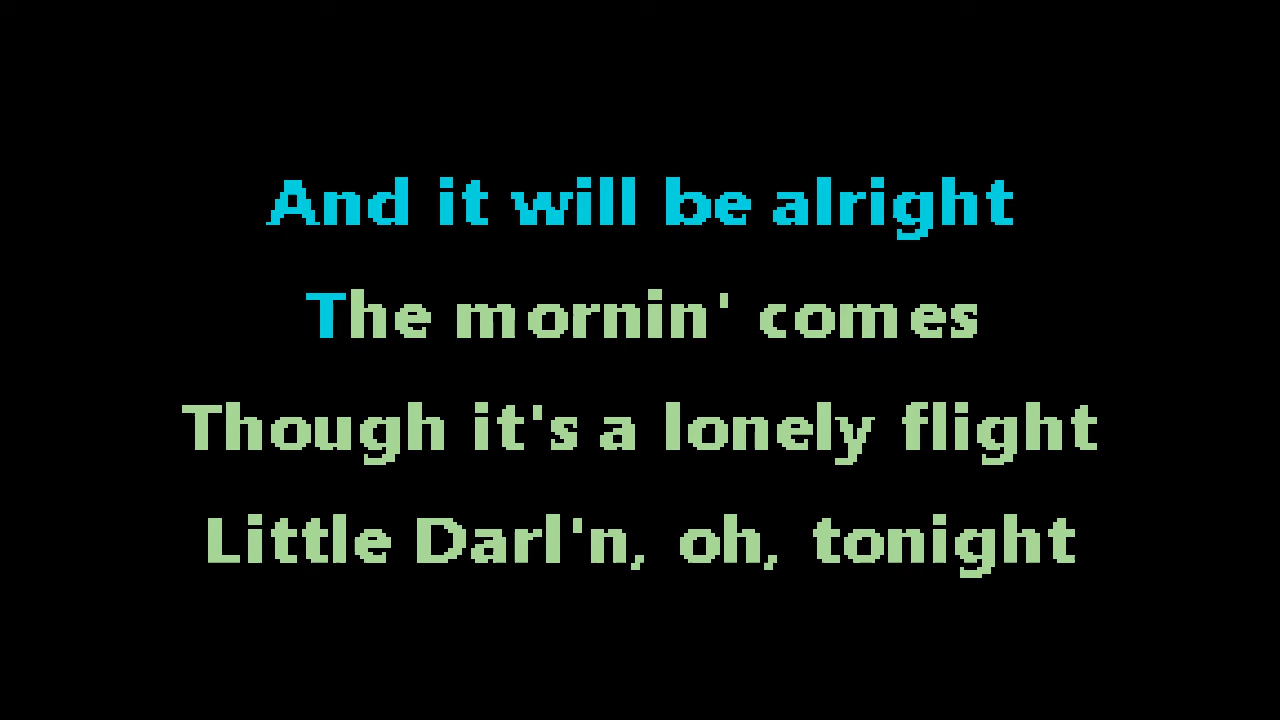 And it will be alright
The mornin' comes
Though it's a lonely flight
Little Darl'n, oh, tonight